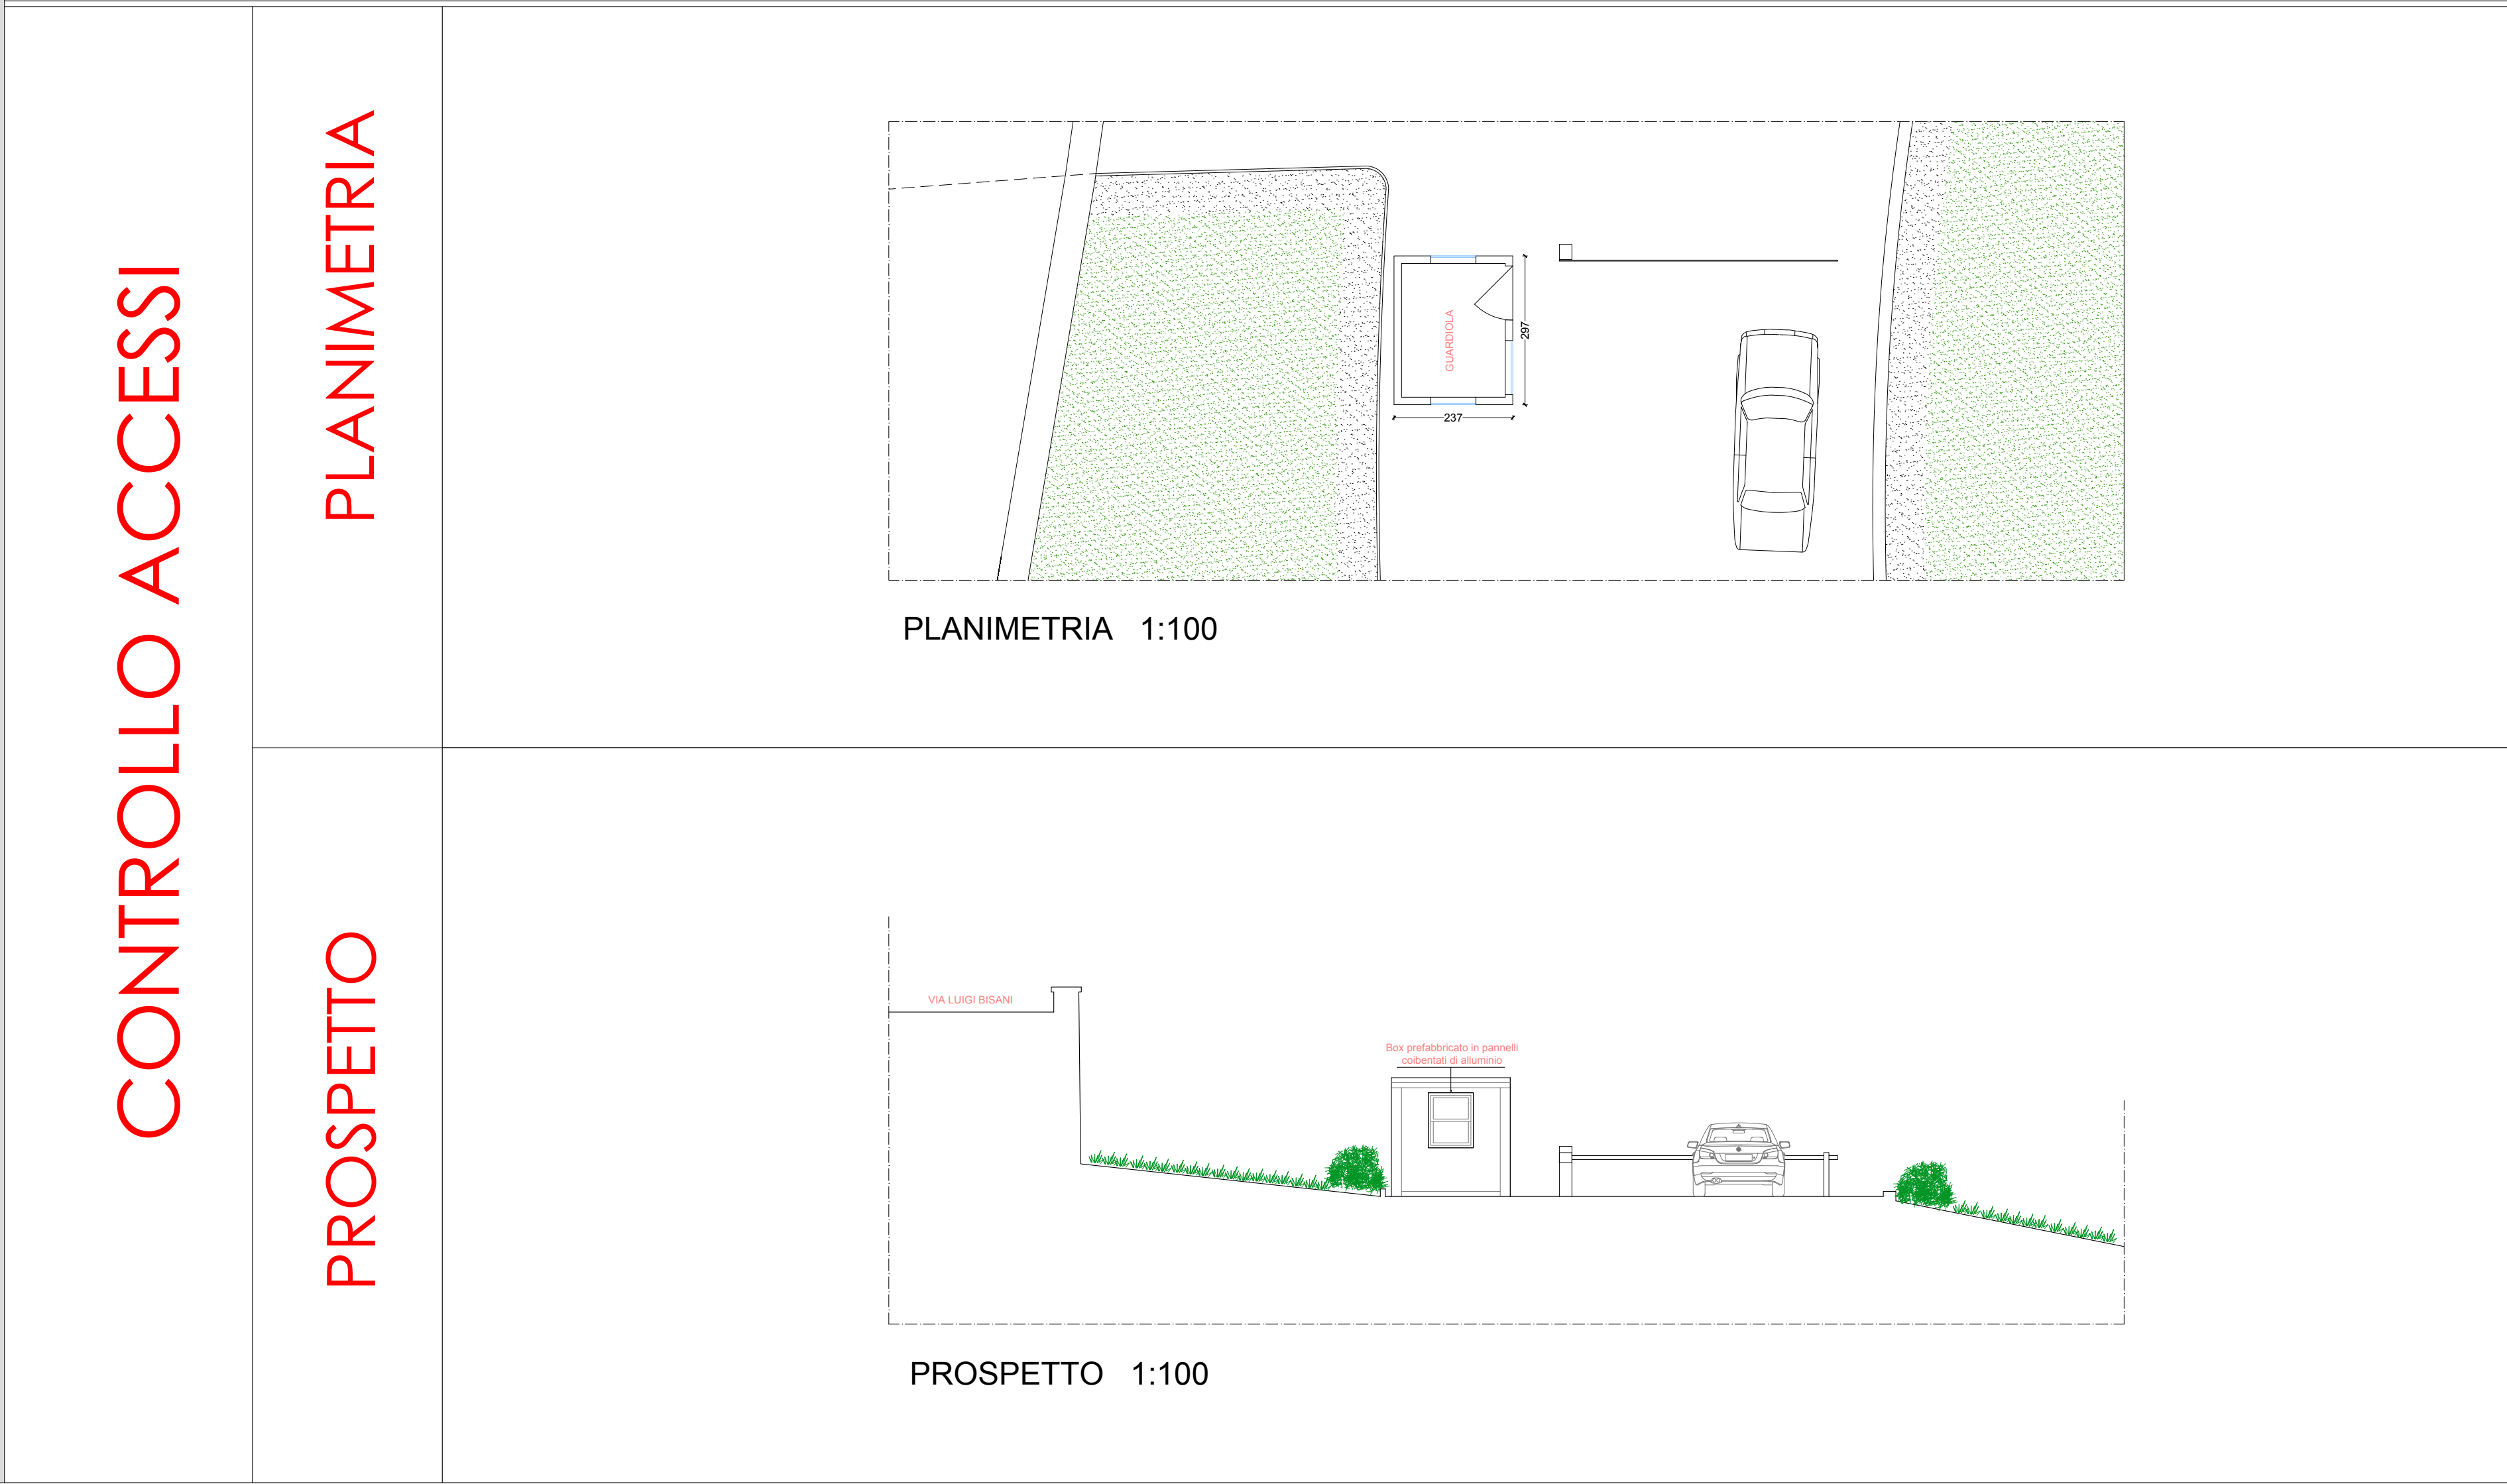 CONTROLLO ACCESSI
PLANIMETRIA
GUARDIOLA
297
237
PLANIMETRIA 1:100
PROSPETTO
VIA LUIGI BISANI
Box prefabbricato in pannelli
coibentati di alluminio
PROSPETTO 1:100